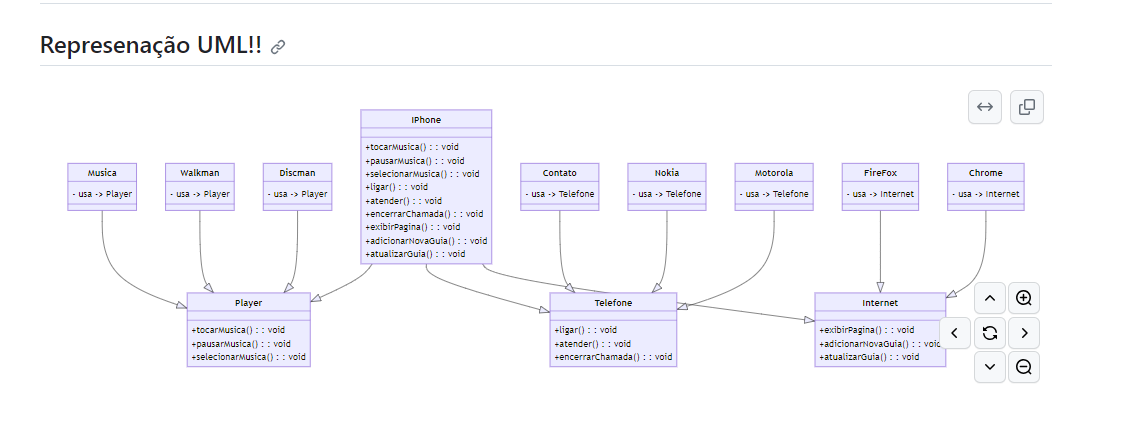 Represenação UML!!
IPhone
+tocarMusica() : : void
+pausarMusica() : : void
+selecionarMusica() : : void
+ligar() : : void
+atender() : : void
+encerrarChamada() : : void
+exibirPagina() : : void
+adicionarNovaGuia() : : void
+atualizarGuia() : : void
Musica
- usa -> Player
Walkman
- usa -> Player
Discman
- usa -> Player
Contato
- usa -> Telefone
Nokia
- usa -> Telefone
Motorola
- usa -> Telefone
FireFox
- usa -> Internet
Chrome
- usa -> Internet
Player
+tocarMusica() : : void
+pausarMusica() : : void
+selecionarMusica() : : void
Telefone
+ligar() : : void
+atender() : : void
+encerrarChamada() : : void
Internet
+exibirPagina() : : void
+adicionarNovaGuia() : : void
+atualizarGuia() : : void